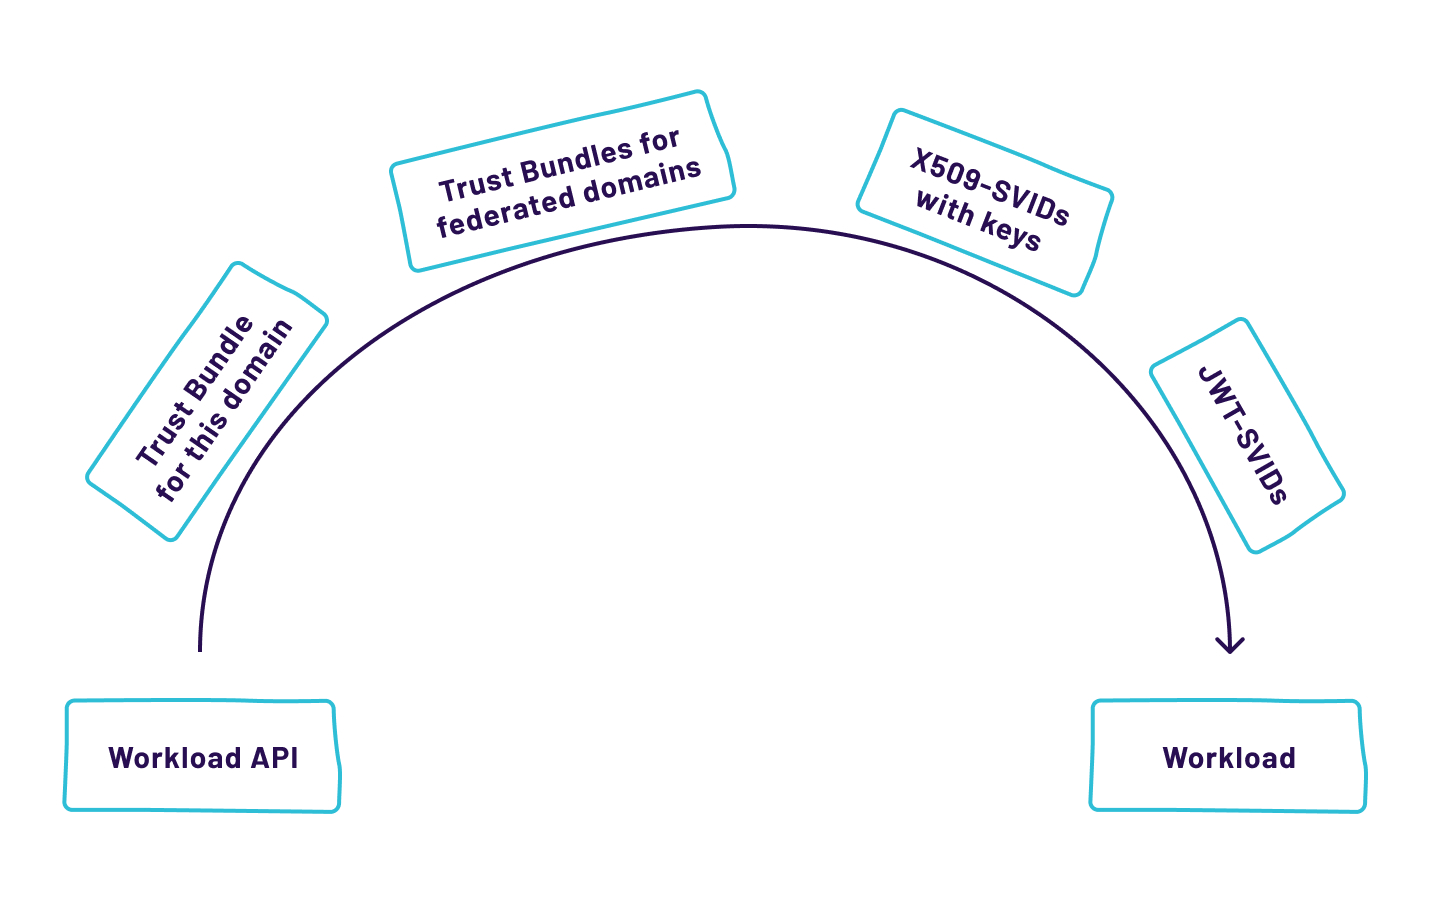 Trust Bundle
for this domain
Trust Bundles for
federated domains
X509-SVIDs
with keys
JWT-SVIDs
Workload API
Workload